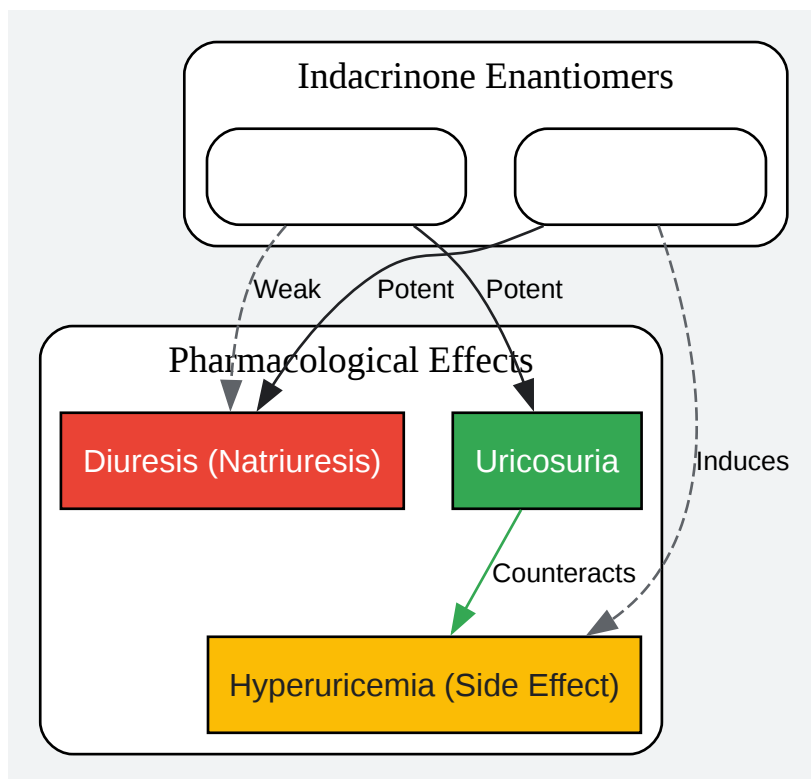 Indacrinone Enantiomers
Weak
Potent
Potent
Pharmacological Effects
Diuresis (Natriuresis)
Uricosuria
Induces
Counteracts
Hyperuricemia (Side Effect)